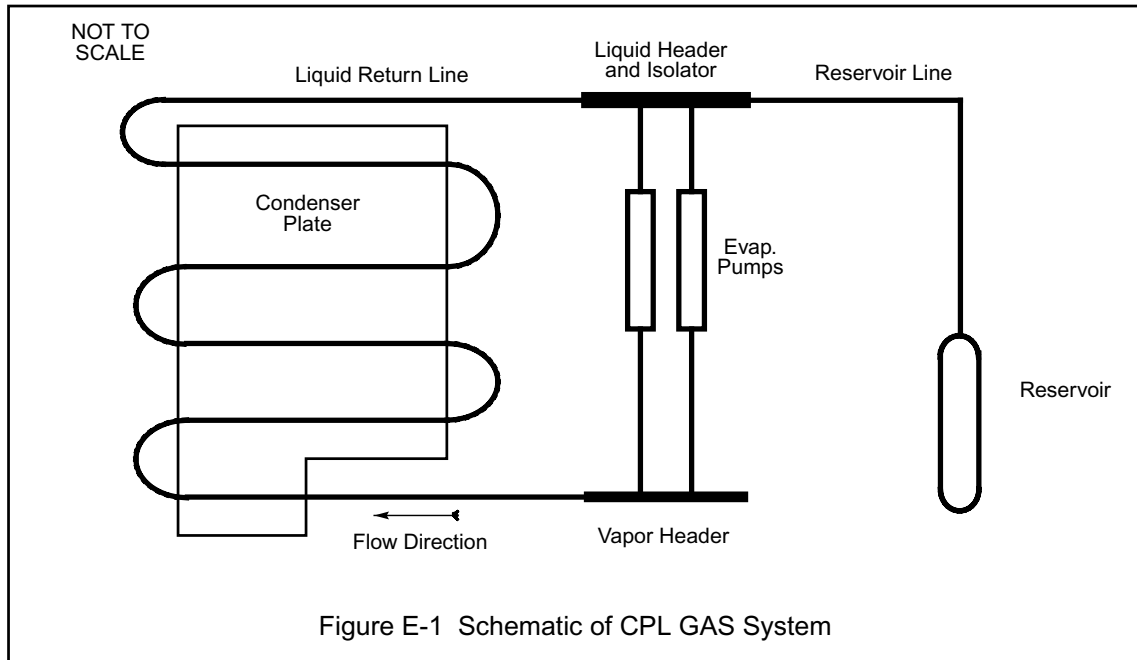 NOT TO
SCALE
Liquid Return Line
Liquid Header
and Isolator
Reservoir Line
Condenser
Plate
Evap.
Pumps
Reservoir
Flow Direction
Vapor Header
Figure E-1 Schematic of CPL GAS System